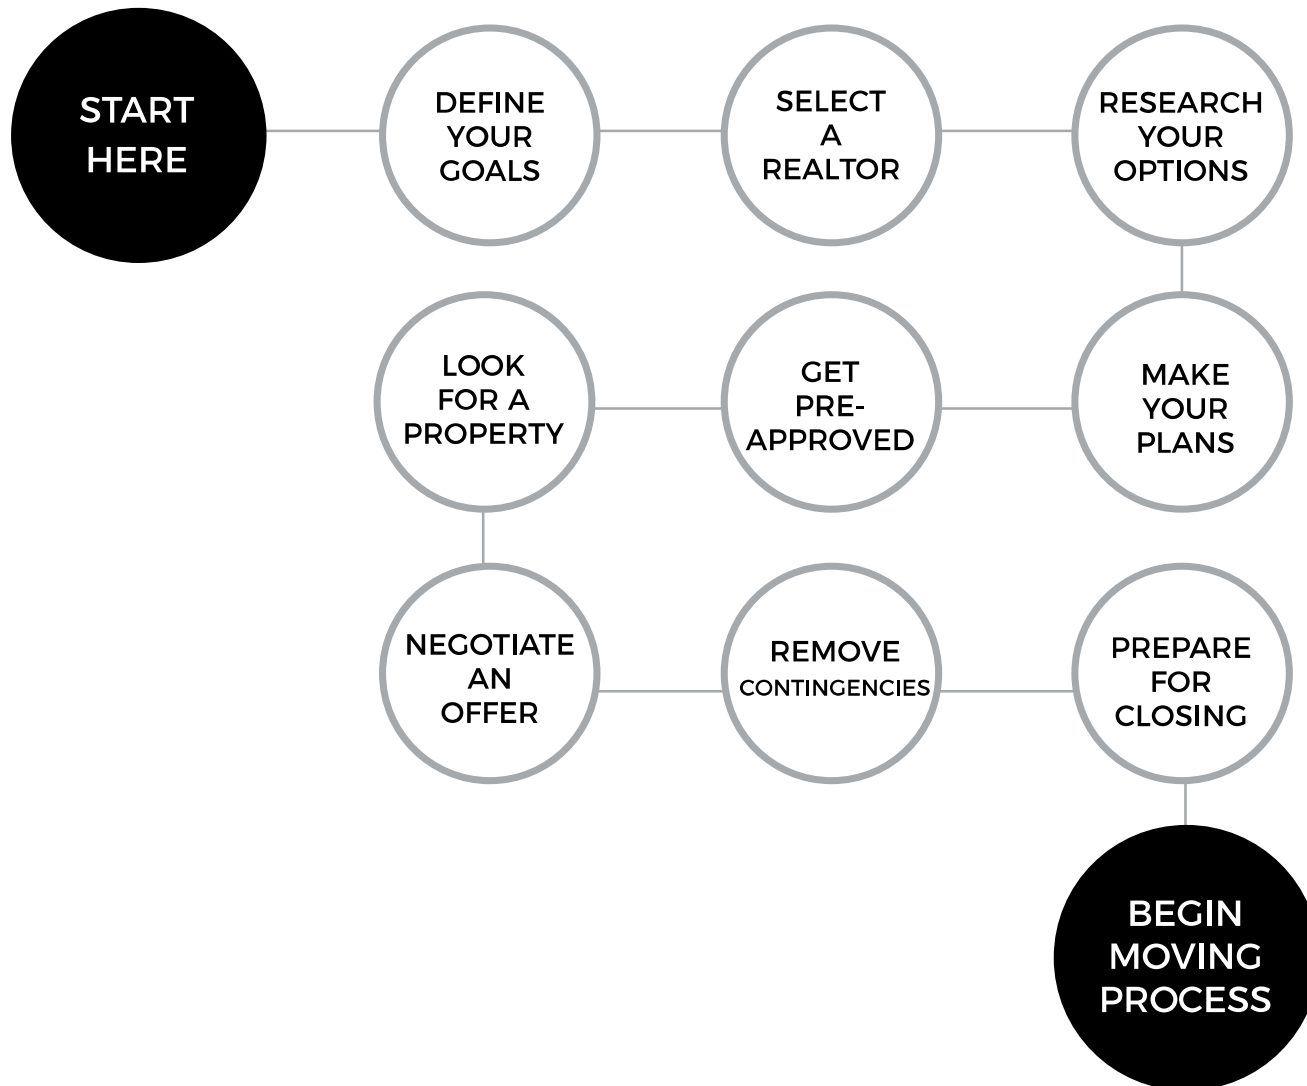 START
HERE
DEFINE
YOUR
GOALS
SELECT
A
REALTOR
RESEARCH
YOUR
OPTIONS
MAKE
YOUR
PLANS
GET
PRE-
APPROVED
LOOK
FOR A
PROPERTY
NEGOTIATE
AN
OFFER
REMOVE
CONTINGENCIES
PREPARE
FOR
CLOSING
BEGIN
MOVING
PROCESS